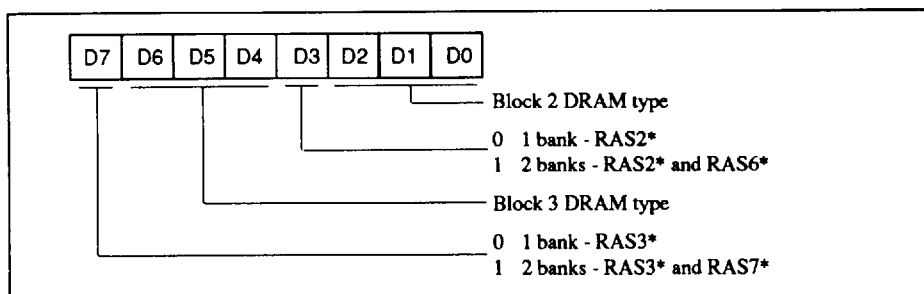 D7 D6 D5 D4 D3 D2 D1 D0
Block 2 DRAM type
0 1 bank - RAS2*
1 2 banks - RAS2* and RAS6*
Block 3 DRAM type
0 1 bank - RAS3*
1 2 banks - RAS3* and RAS7*